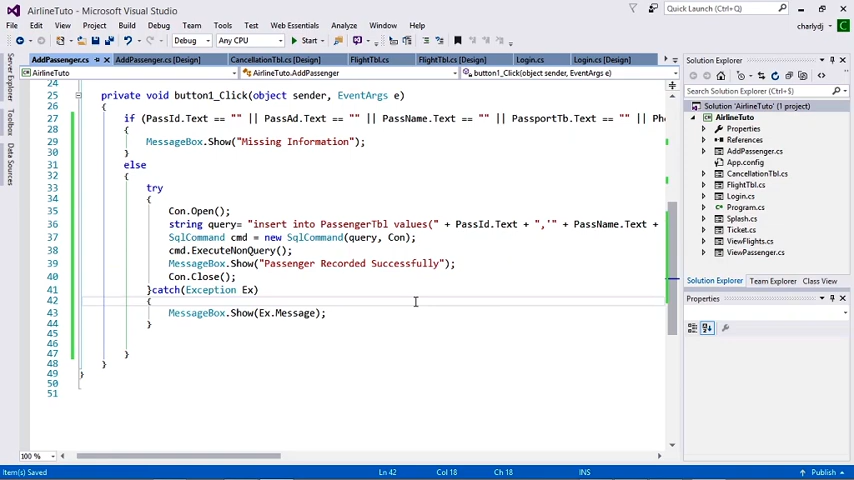 AirlineTuto - Microsoft Visual Studio
Quick Launch (Ctrl+Q)
File Edit View Project Build Debug Team Tools Test Web Essentials Analyze Window Help
charlydj
Debug Any CPU Start
AddPassenger.cs AddPassenger.cs [Design] CancellationTbl.cs [Design] FlightTbl.cs FlightTbl.cs [Design] Login.cs Login.cs [Design]
AirlineTuto AirlineTuto.AddPassenger button1_Click(object sender, EventArgs e)
Server Explorer
Toolbox
Data Sources
24
25 private void button1_Click(object sender, EventArgs e)
26 {
27 if (PassId.Text == "" || PassAd.Text == "" || PassName.Text == "" || PassportTb.Text == "" || Ph
28 {
29 MessageBox.Show("Missing Information");
30 }
31 else
32 {
33 try
34 {
35 Con.Open();
36 string query= "insert into PassengerTbl values(" + PassId.Text + ",'" + PassName.Text +
37 SqlCommand cmd = new SqlCommand(query, Con);
38 cmd.ExecuteNonQuery();
39 MessageBox.Show("Passenger Recorded Successfully");
40 Con.Close();
41 }catch(Exception Ex)
42 {
43 MessageBox.Show(Ex.Message);
44 }
45
46
47 }
48 }
49 }
50
51
100 %
Solution Explorer
Search Solution Explorer (Ctrl+;)
Solution 'AirlineTuto' (1 project)
AirlineTuto
Properties
References
AddPassenger.cs
App.config
CancellationTbl.cs
FlightTbl.cs
Login.cs
Program.cs
Splash.cs
Ticket.cs
ViewFlights.cs
ViewPassenger.cs
Solution Explorer Team Explorer Class View
Properties
Item(s) Saved Ln 42 Col 18 Ch 18 INS Publish